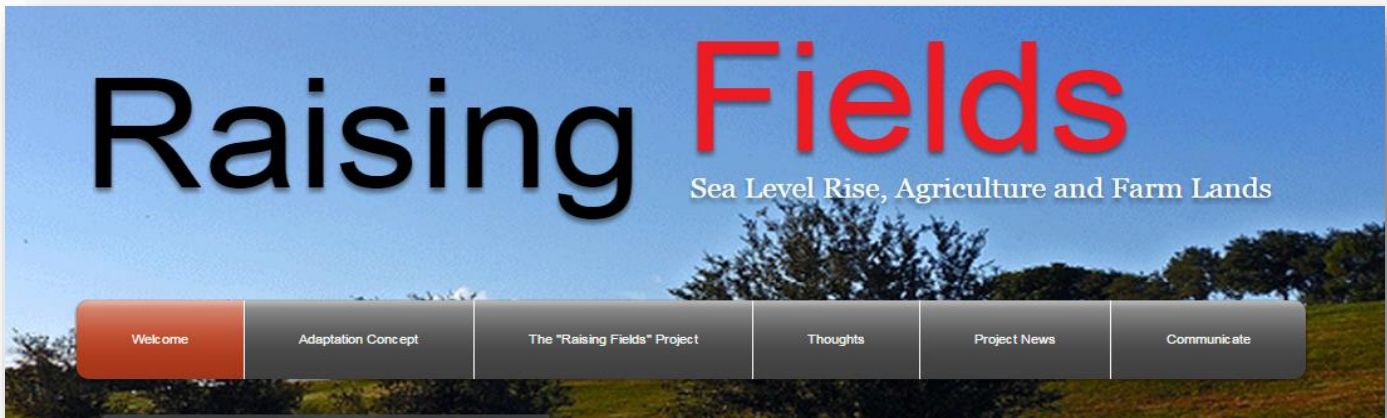 Raising Fields
Sea Level Rise, Agriculture and Farm Lands
Welcome
Adaptation Concept
The "Raising Fields" Project
Thoughts
Project News
Communicate